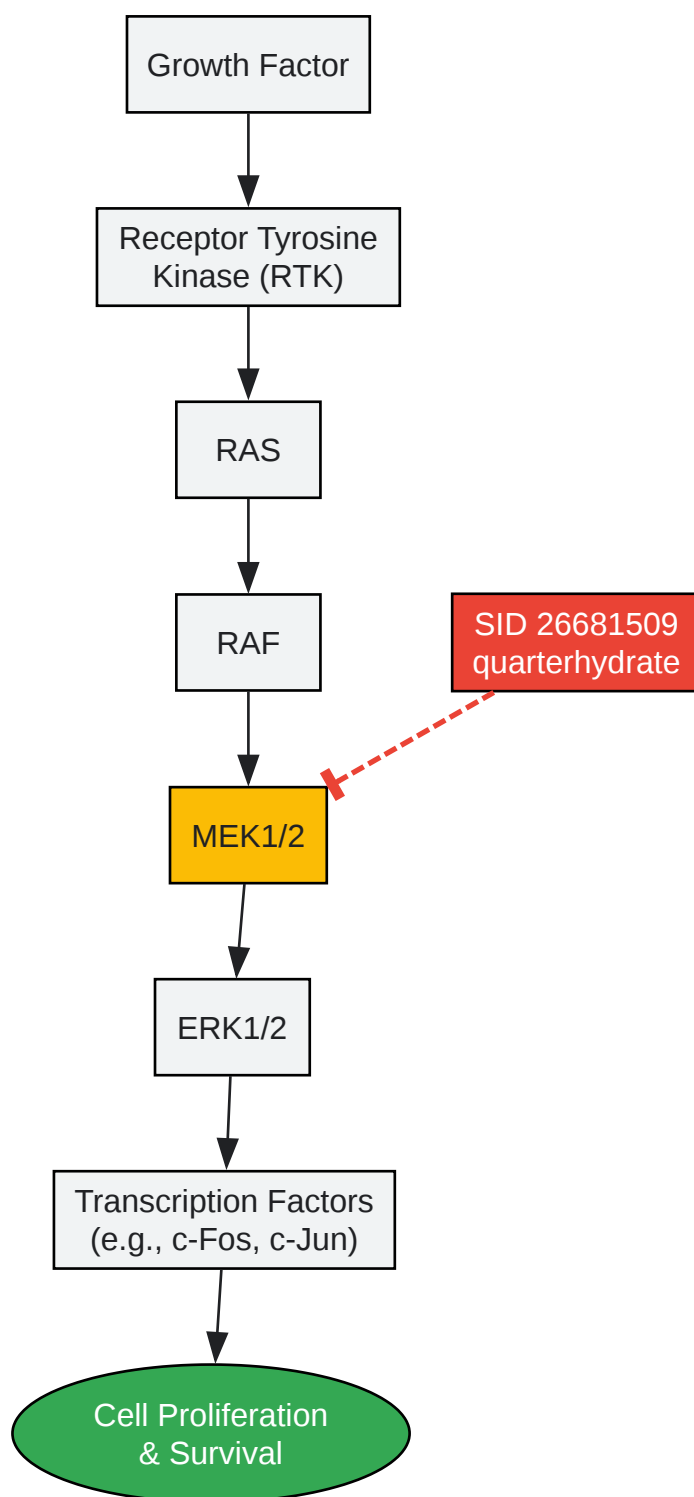 Growth Factor
Receptor Tyrosine
Kinase (RTK)
RAS
RAF
SID 26681509
quarterhydrate
MEK1/2
ERK1/2
Transcription Factors
(e.g., c-Fos, c-Jun)
Cell Proliferation
& Survival